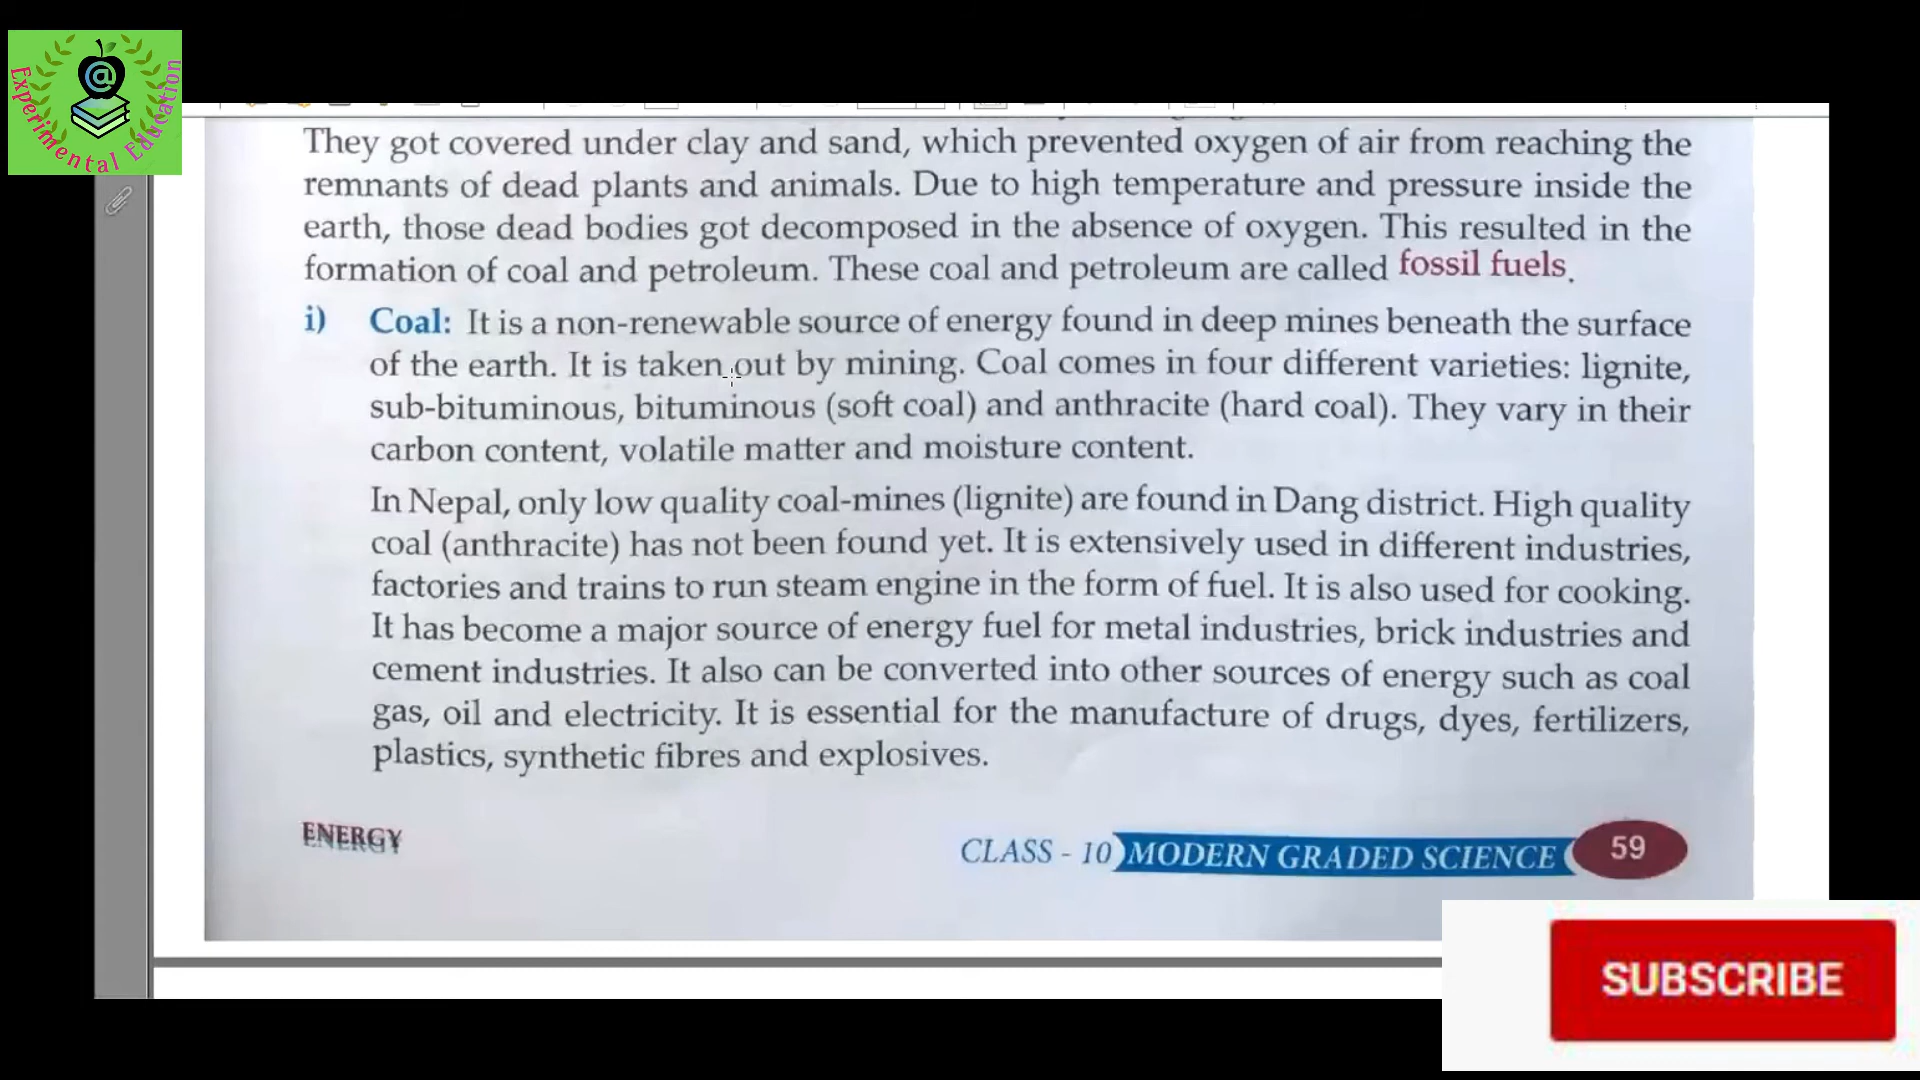 Experimental Education
@
They got covered under clay and sand, which prevented oxygen of air from reaching the
remnants of dead plants and animals. Due to high temperature and pressure inside the
earth, those dead bodies got decomposed in the absence of oxygen. This resulted in the
formation of coal and petroleum. These coal and petroleum are called fossil fuels.
i) Coal: It is a non-renewable source of energy found in deep mines beneath the surface
of the earth. It is taken out by mining. Coal comes in four different varieties: lignite,
sub-bituminous, bituminous (soft coal) and anthracite (hard coal). They vary in their
carbon content, volatile matter and moisture content.
In Nepal, only low quality coal-mines (lignite) are found in Dang district. High quality
coal (anthracite) has not been found yet. It is extensively used in different industries,
factories and trains to run steam engine in the form of fuel. It is also used for cooking.
It has become a major source of energy fuel for metal industries, brick industries and
cement industries. It also can be converted into other sources of energy such as coal
gas, oil and electricity. It is essential for the manufacture of drugs, dyes, fertilizers,
plastics, synthetic fibres and explosives.
ENERGY
CLASS - 10 MODERN GRADED SCIENCE 59
SUBSCRIBE